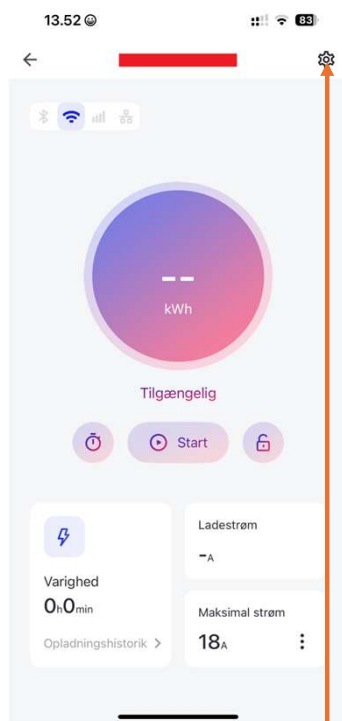 13.52
83
--
kWh
Tilgængelig
Start
Varighed
0h0min
Opladningshistorik
Ladestrøm
-A
Maksimal strøm
18A